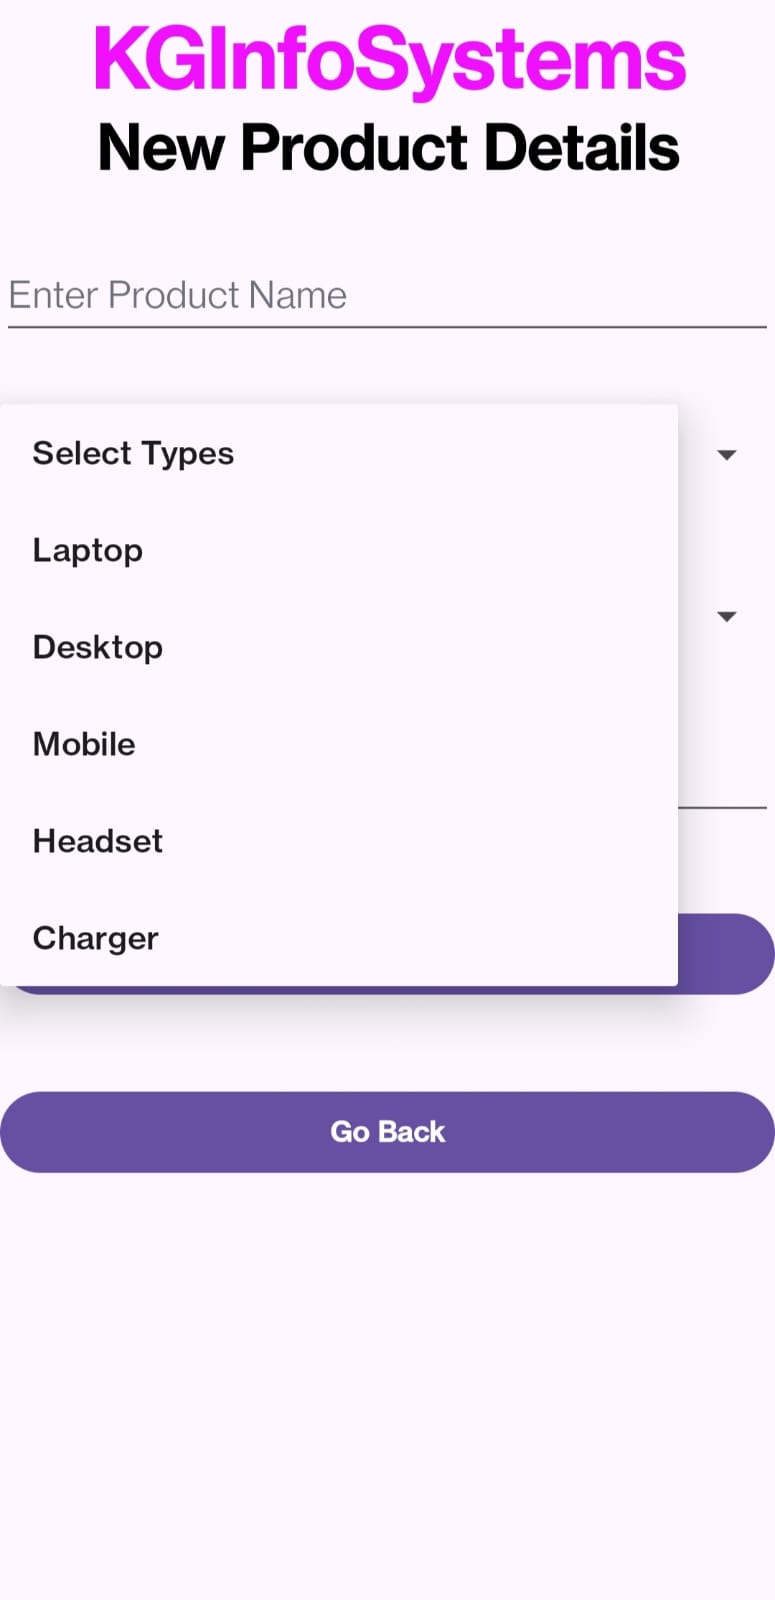 KGInfoSystems
New Product Details
Enter Product Name
Select Types
Laptop
Desktop
Mobile
Headset
Charger
Go Back